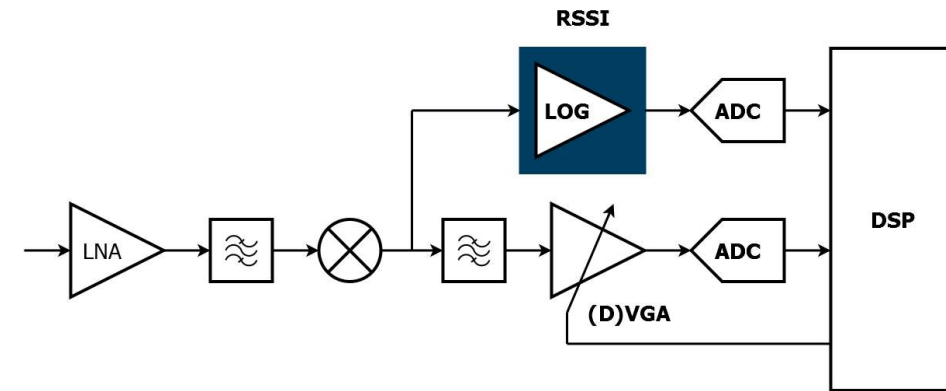 RSSI
LOG
ADC
LNA
ADC
DSP
(D)VGA